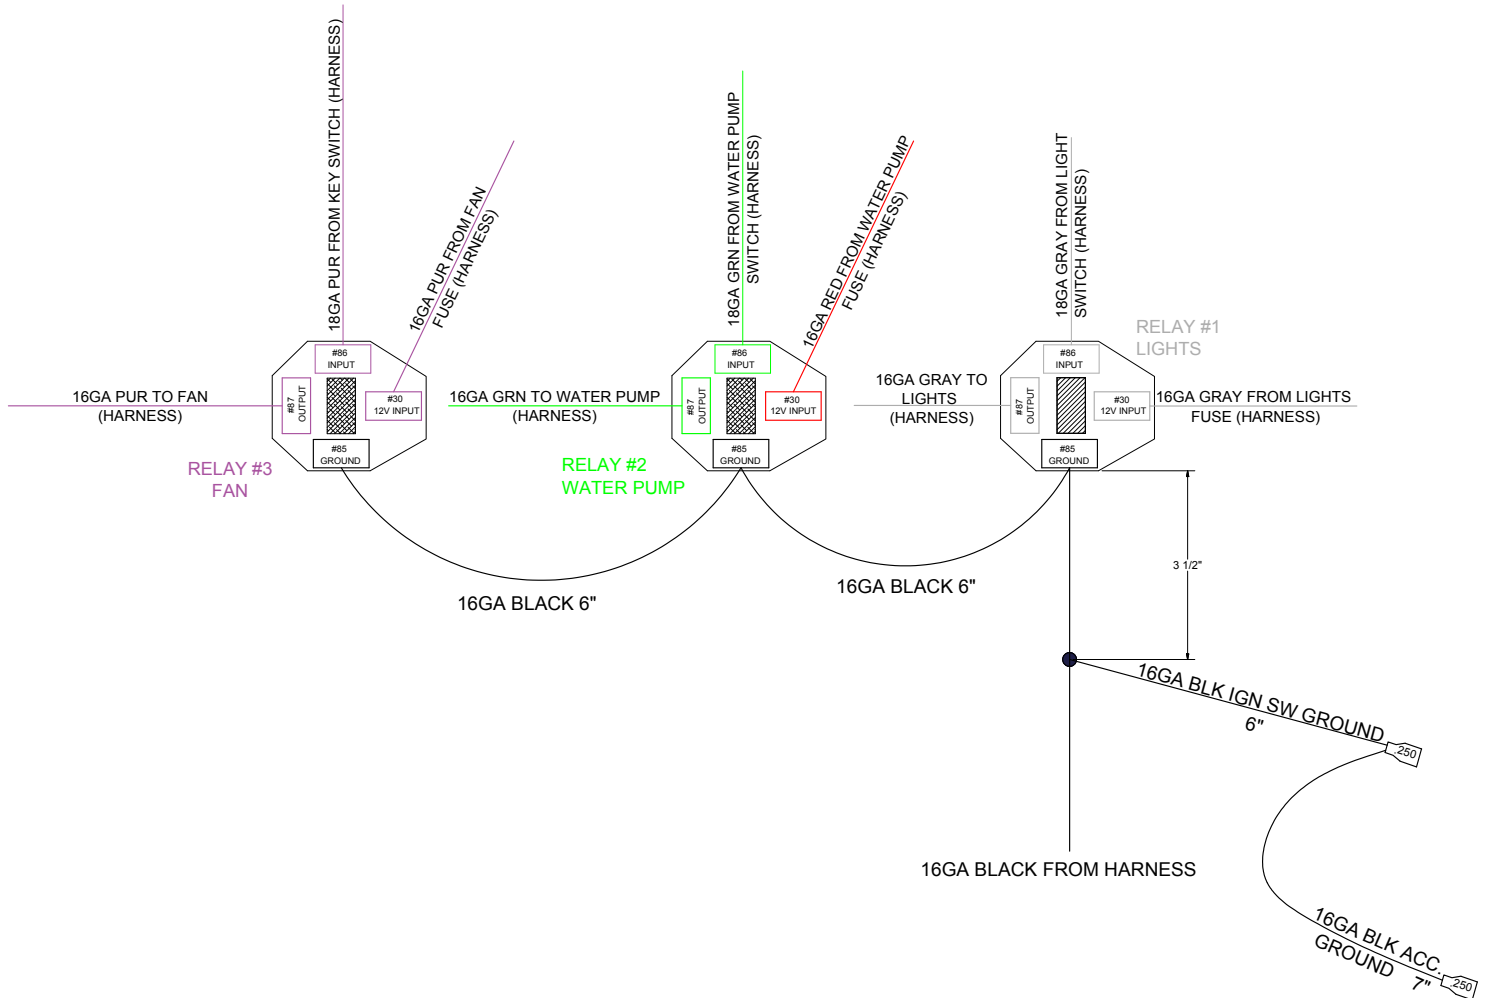 18GA PUR FROM KEY SWITCH (HARNESS)
16GA PUR FROM FAN
FUSE (HARNESS)
#86
INPUT
#87
OUTPUT
#30
12V INPUT
#85
GROUND
16GA PUR TO FAN
(HARNESS)
RELAY #3
FAN
18GA GRN FROM WATER PUMP
SWITCH (HARNESS)
16GA RED FROM WATER PUMP
FUSE (HARNESS)
#86
INPUT
#87
OUTPUT
#30
12V INPUT
#85
GROUND
16GA GRN TO WATER PUMP
(HARNESS)
RELAY #2
WATER PUMP
18GA GRAY FROM LIGHT
SWITCH (HARNESS)
RELAY #1
LIGHTS
#86
INPUT
#87
OUTPUT
#30
12V INPUT
#85
GROUND
16GA GRAY TO
LIGHTS
(HARNESS)
16GA GRAY FROM LIGHTS
FUSE (HARNESS)
16GA BLACK 6"
16GA BLACK 6"
3 1/2"
16GA BLK IGN SW GROUND
6"
.250
16GA BLACK FROM HARNESS
16GA BLK ACC.
GROUND 7"
.250